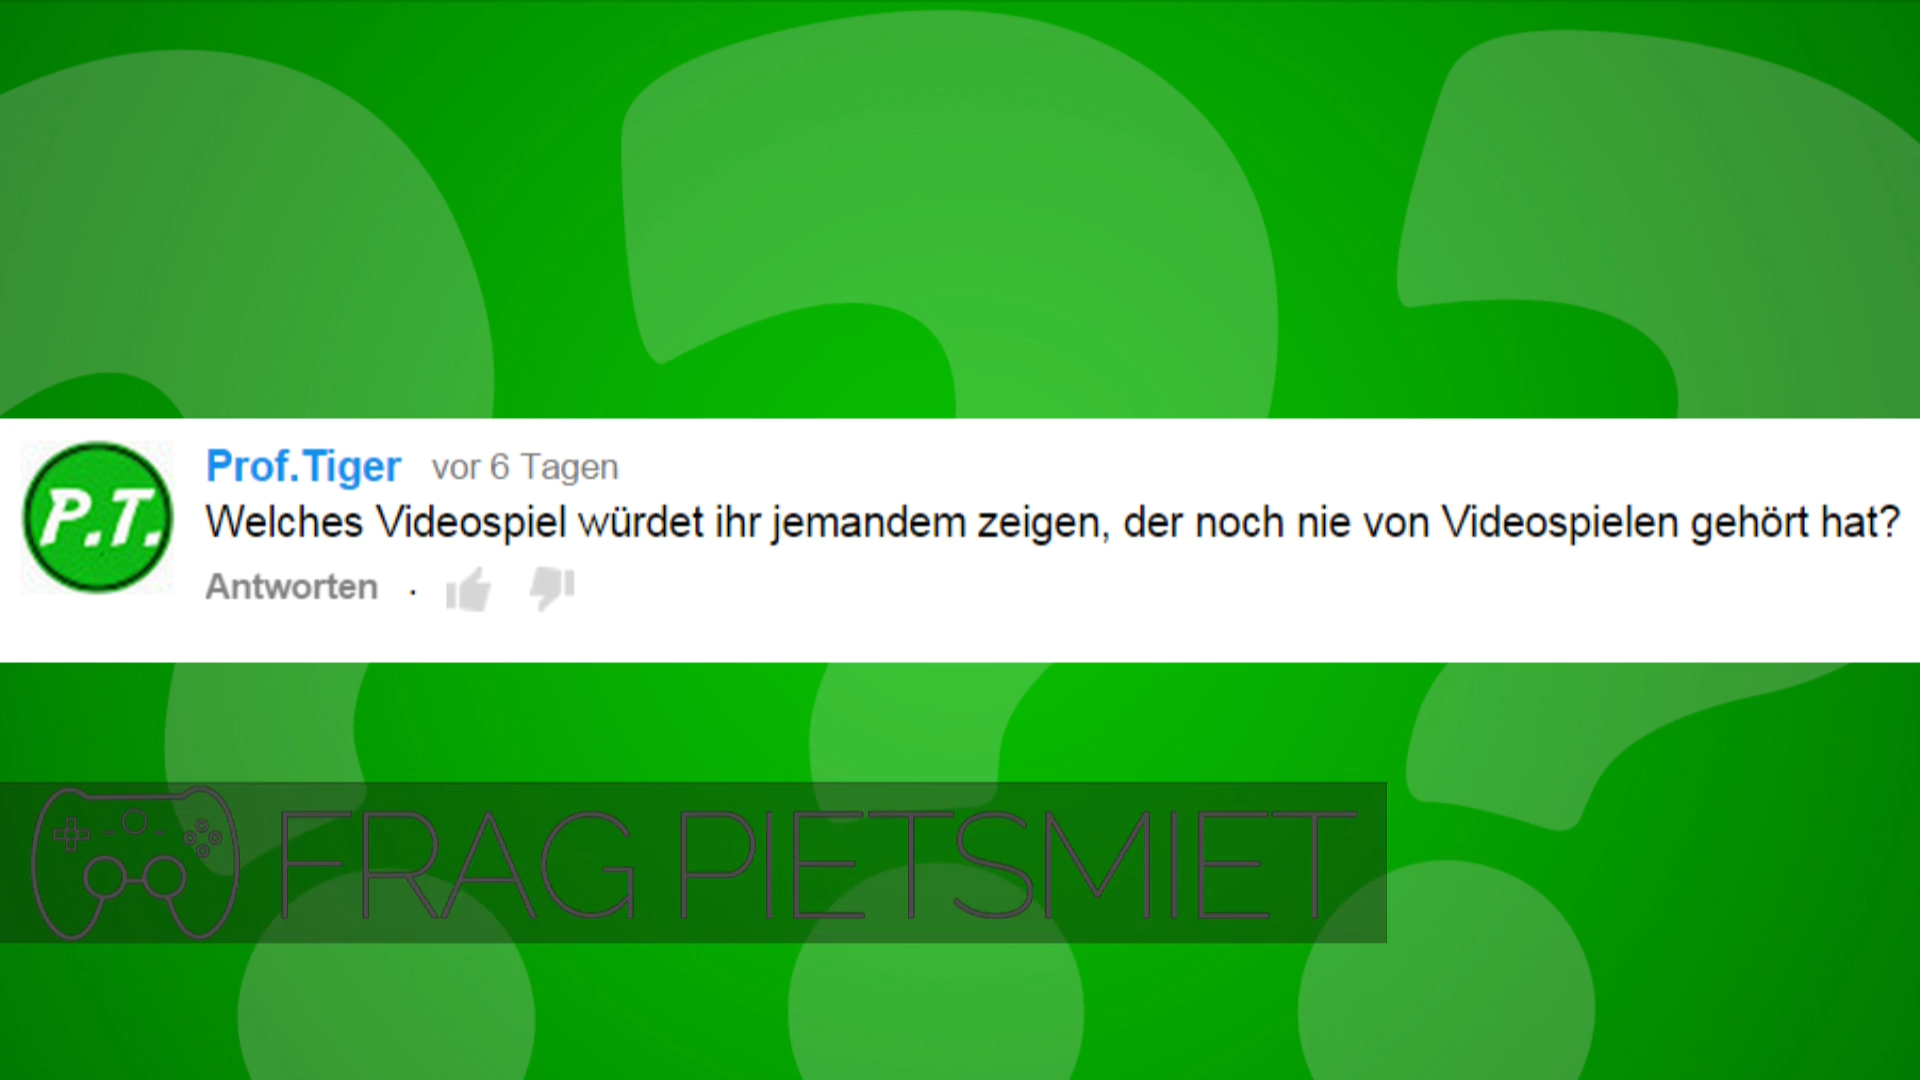 P.T.
Prof.Tiger vor 6 Tagen
Welches Videospiel würdet ihr jemandem zeigen, der noch nie von Videospielen gehört hat?
Antworten ·
FRAG PIETSMIET